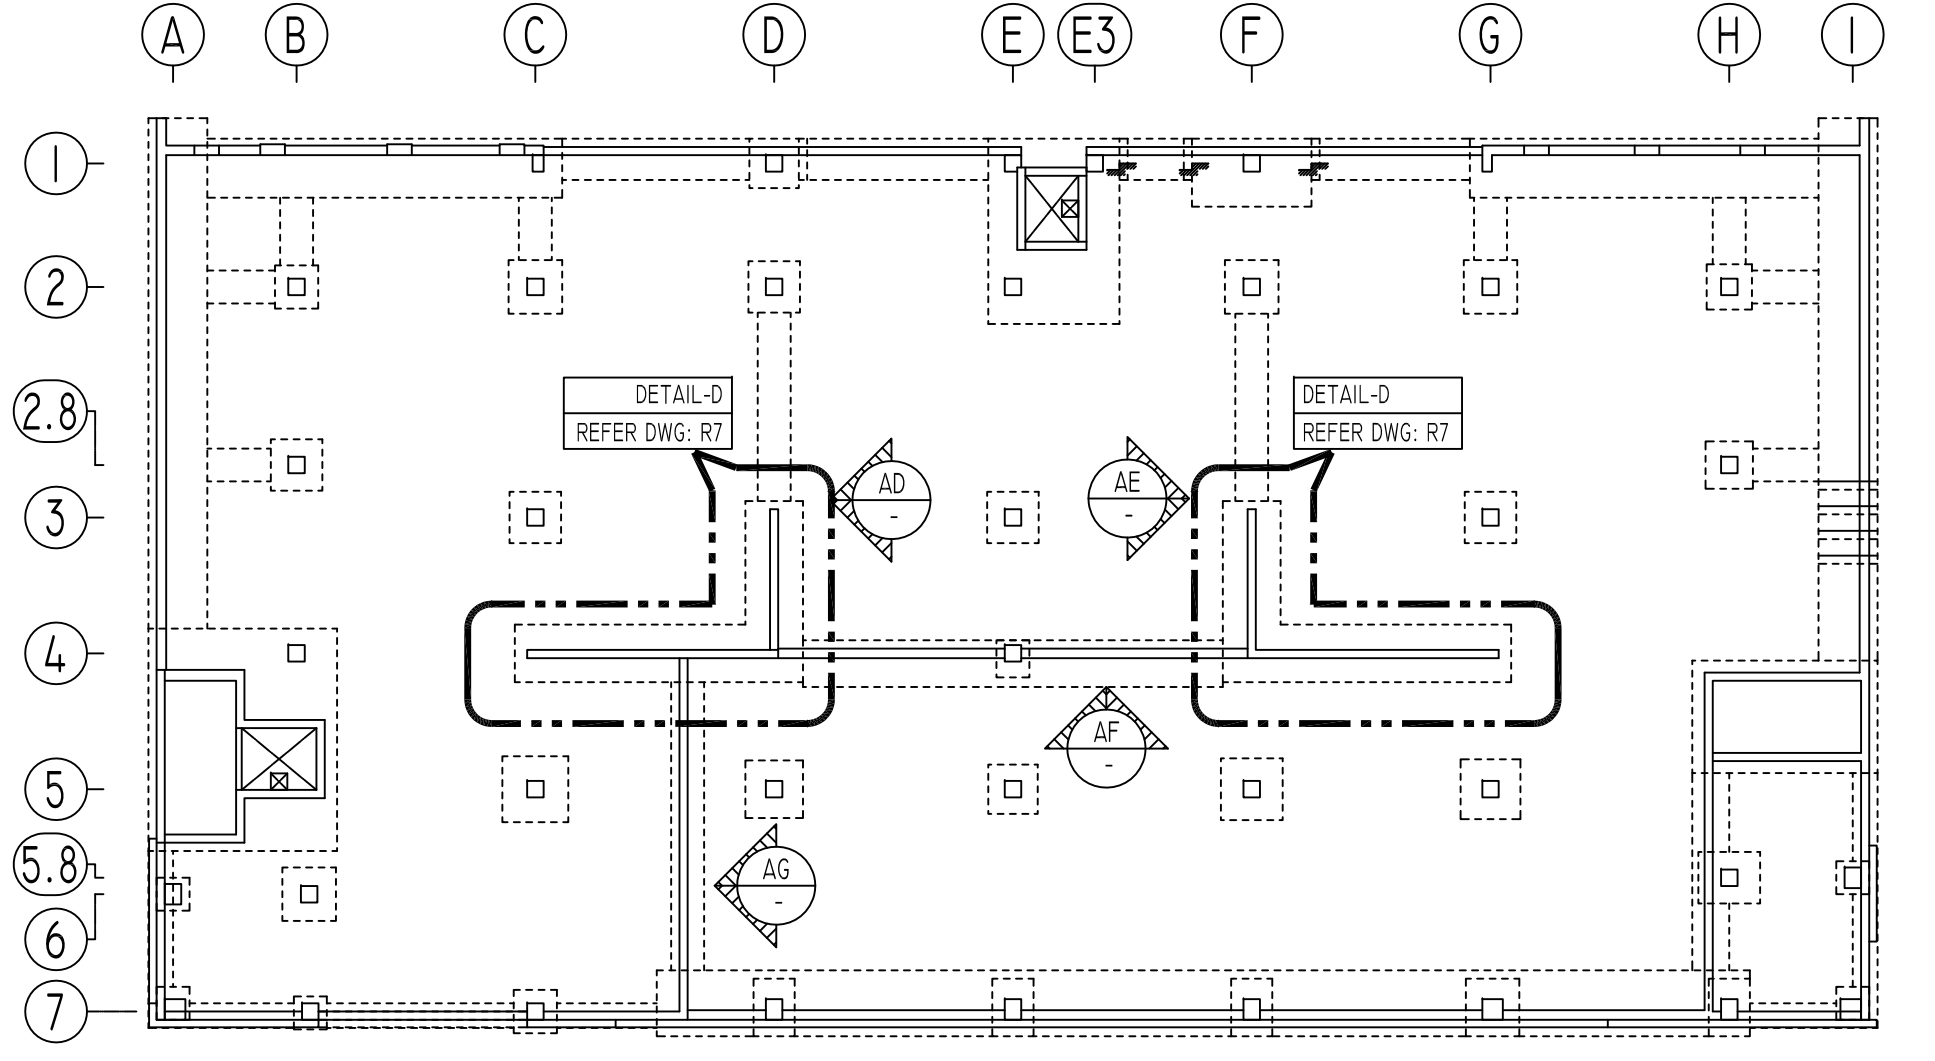 A B C D E E3 F G H I
1
2
2.8
DETAIL-D
REFER DWG: R7
DETAIL-D
REFER DWG: R7
AD
-
AE
-
3
4
AF
-
5
5.8
AG
-
6
7